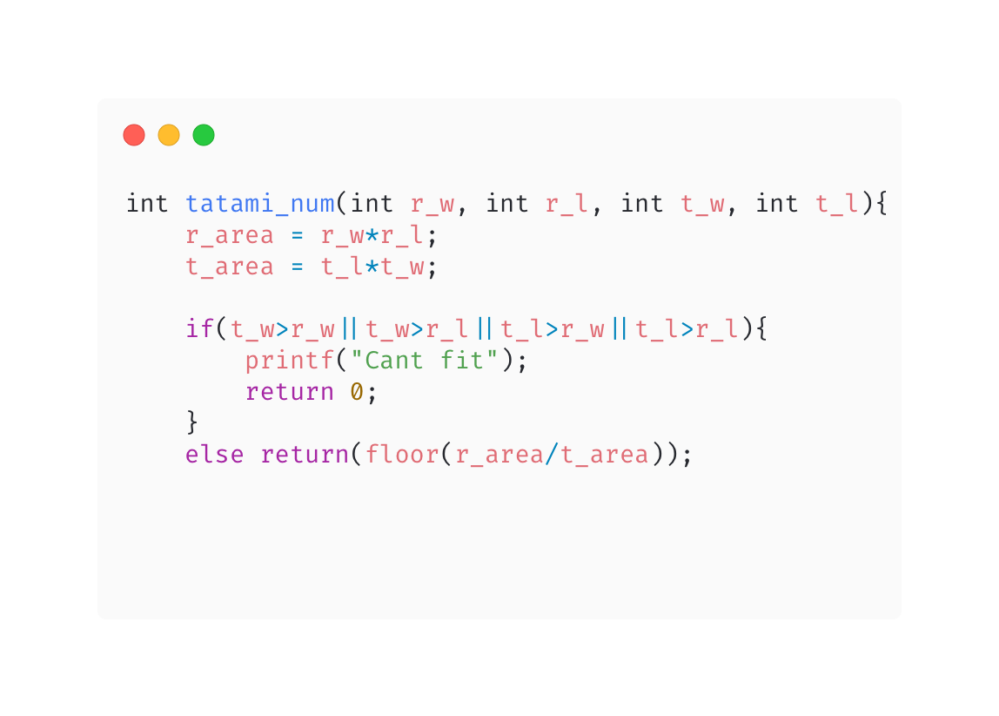 int tatami_num(int r_w, int r_l, int t_w, int t_l){
    r_area = r_w*r_l;
    t_area = t_l*t_w;

    if(t_w>r_w||t_w>r_l||t_l>r_w||t_l>r_l){
        printf("Cant fit");
        return 0;
    }
    else return(floor(r_area/t_area));